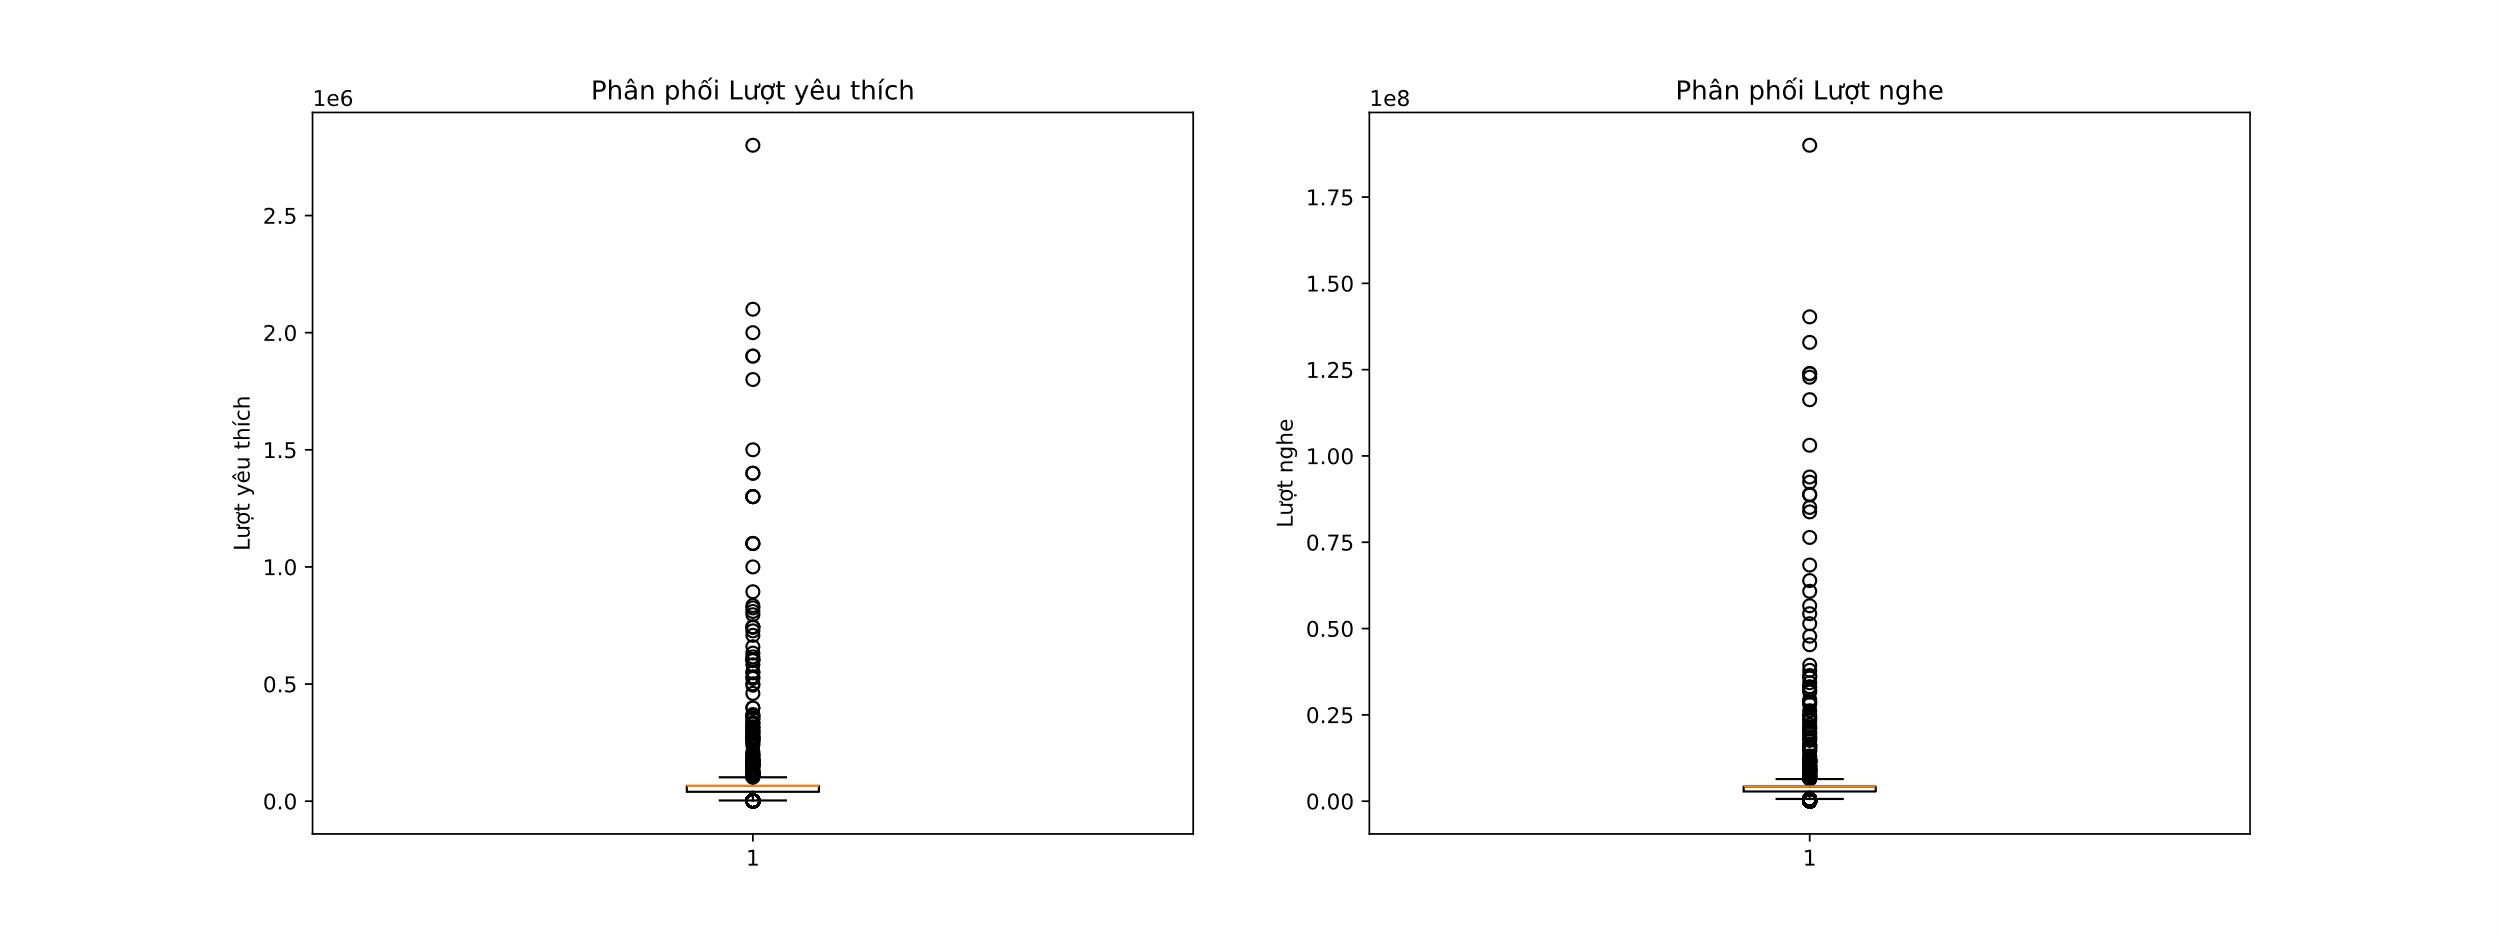 Phân phối Lượt yêu thích
1e6
2.5
2.0
1.5
1.0
0.5
0.0
Lượt yêu thích
1
Phân phối Lượt nghe
1e8
1.75
1.50
1.25
1.00
0.75
0.50
0.25
0.00
Lượt nghe
1